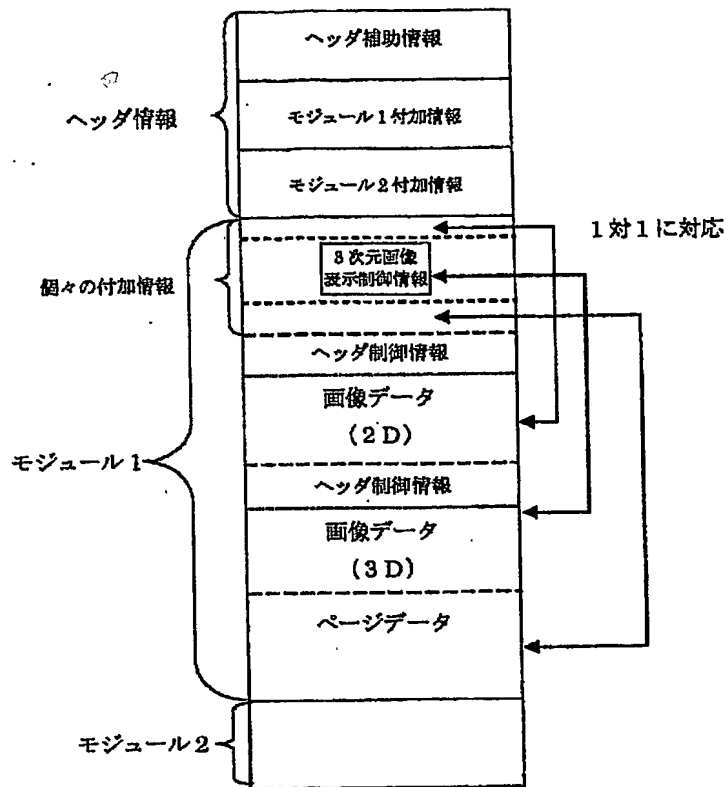 ヘッダ補助情報
ヘッダ情報
モジュール1付加情報
モジュール2付加情報
1対1に対応
3次元画像
表示制御情報
個々の付加情報
ヘッダ制御情報
画像データ
(2D)
モジュール1
ヘッダ制御情報
画像データ
(3D)
ページデータ
モジュール2